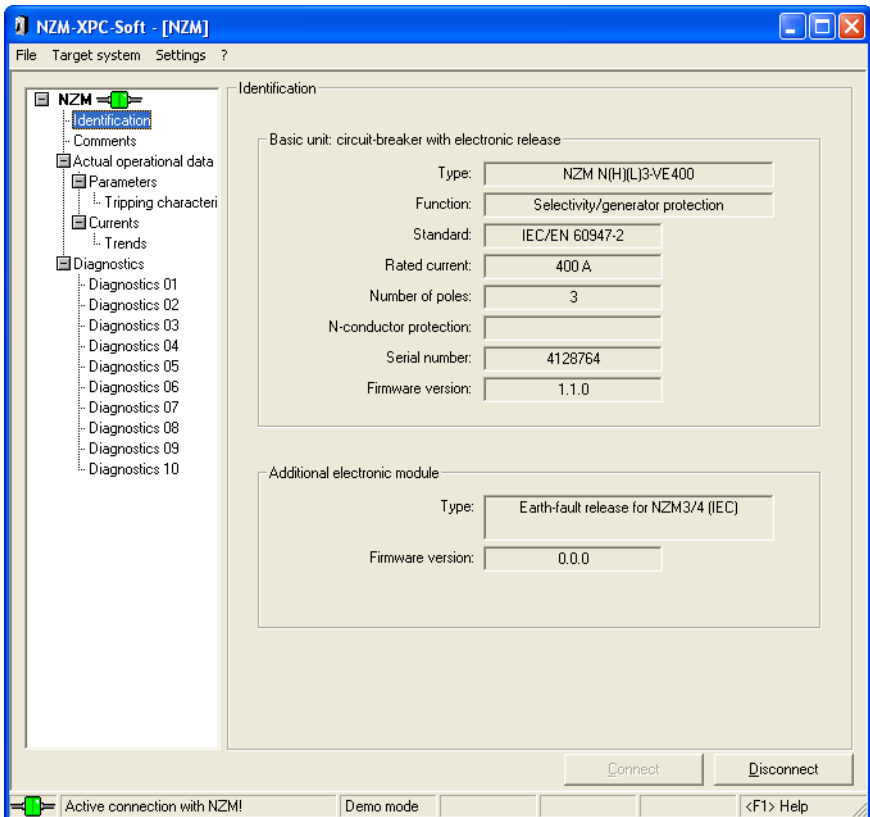 NZM-XPC-Soft - [NZM]
File Target system Settings ?
NZM
Identification
Comments
Actual operational data
Parameters
Tripping characteri
Currents
Trends
Diagnostics
Diagnostics 01
Diagnostics 02
Diagnostics 03
Diagnostics 04
Diagnostics 05
Diagnostics 06
Diagnostics 07
Diagnostics 08
Diagnostics 09
Diagnostics 10
Identification
Basic unit: circuit-breaker with electronic release
Type: NZM N(H)(L)3-VE400
Function: Selectivity/generator protection
Standard: IEC/EN 60947-2
Rated current: 400 A
Number of poles: 3
N-conductor protection:
Serial number: 4128764
Firmware version: 1.1.0
Additional electronic module
Type: Earth-fault release for NZM3/4 (IEC)
Firmware version: 0.0.0
Connect Disconnect
Active connection with NZM! Demo mode <F1> Help